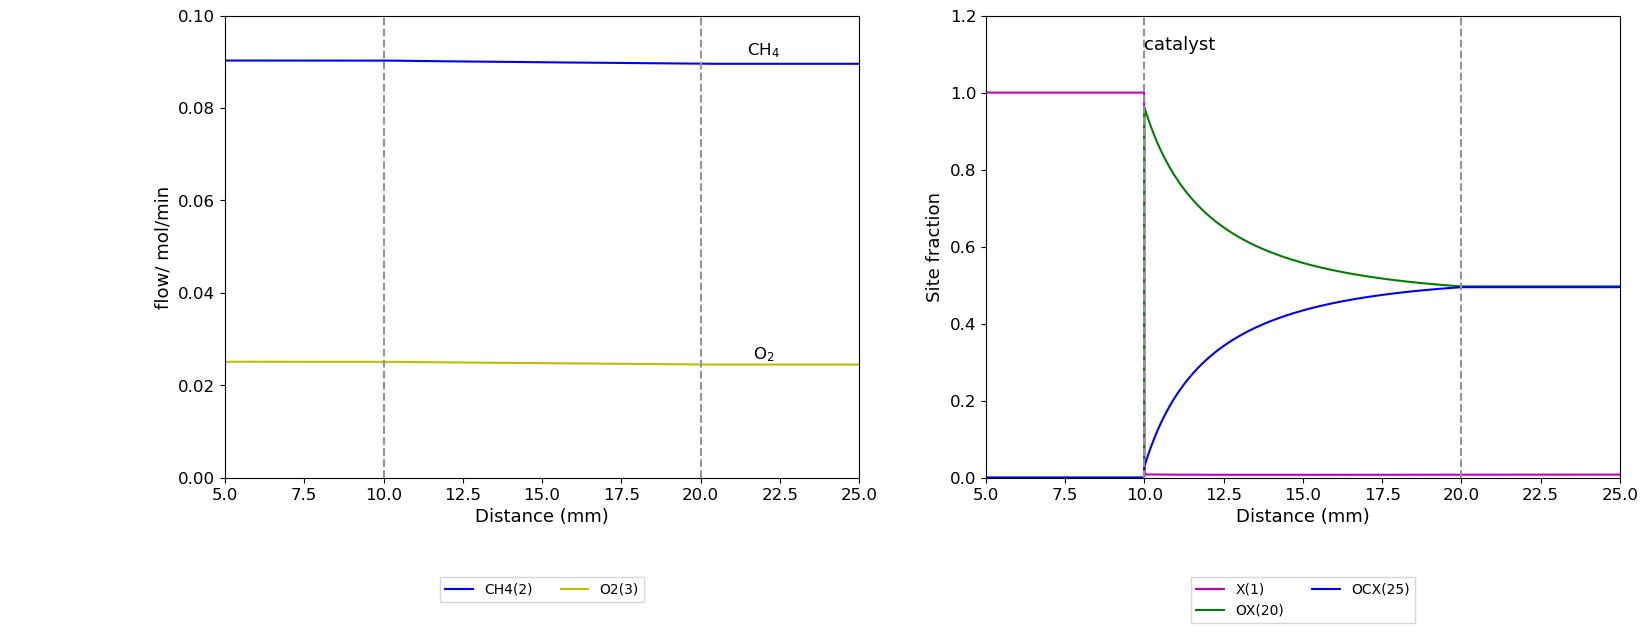 0.10
0.08
0.06
0.04
0.02
0.00
flow/ mol/min
CH4
O2
5.0 7.5 10.0 12.5 15.0 17.5 20.0 22.5 25.0
Distance (mm)
CH4(2) O2(3)
1.2
1.0
0.8
0.6
0.4
0.2
0.0
Site fraction
catalyst
5.0 7.5 10.0 12.5 15.0 17.5 20.0 22.5 25.0
Distance (mm)
X(1) OCX(25)
OX(20)